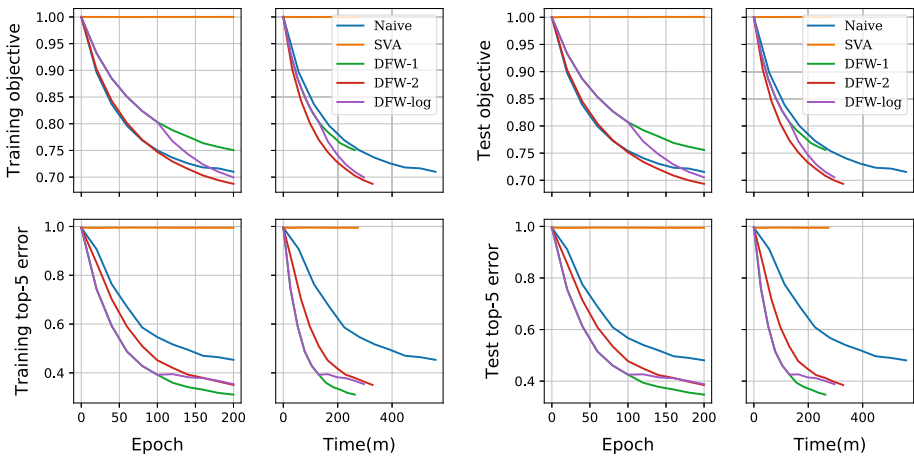 Training objective
1.00
0.95
0.90
0.85
0.80
0.75
0.70
Naive
SVA
DFW-1
DFW-2
DFW-log
Test objective
1.00
0.95
0.90
0.85
0.80
0.75
0.70
Naive
SVA
DFW-1
DFW-2
DFW-log
Training top-5 error
1.0
0.8
0.6
0.4
0 50 100 150 200
Epoch
0 200 400
Time(m)
Test top-5 error
1.0
0.8
0.6
0.4
0 50 100 150 200
Epoch
0 200 400
Time(m)